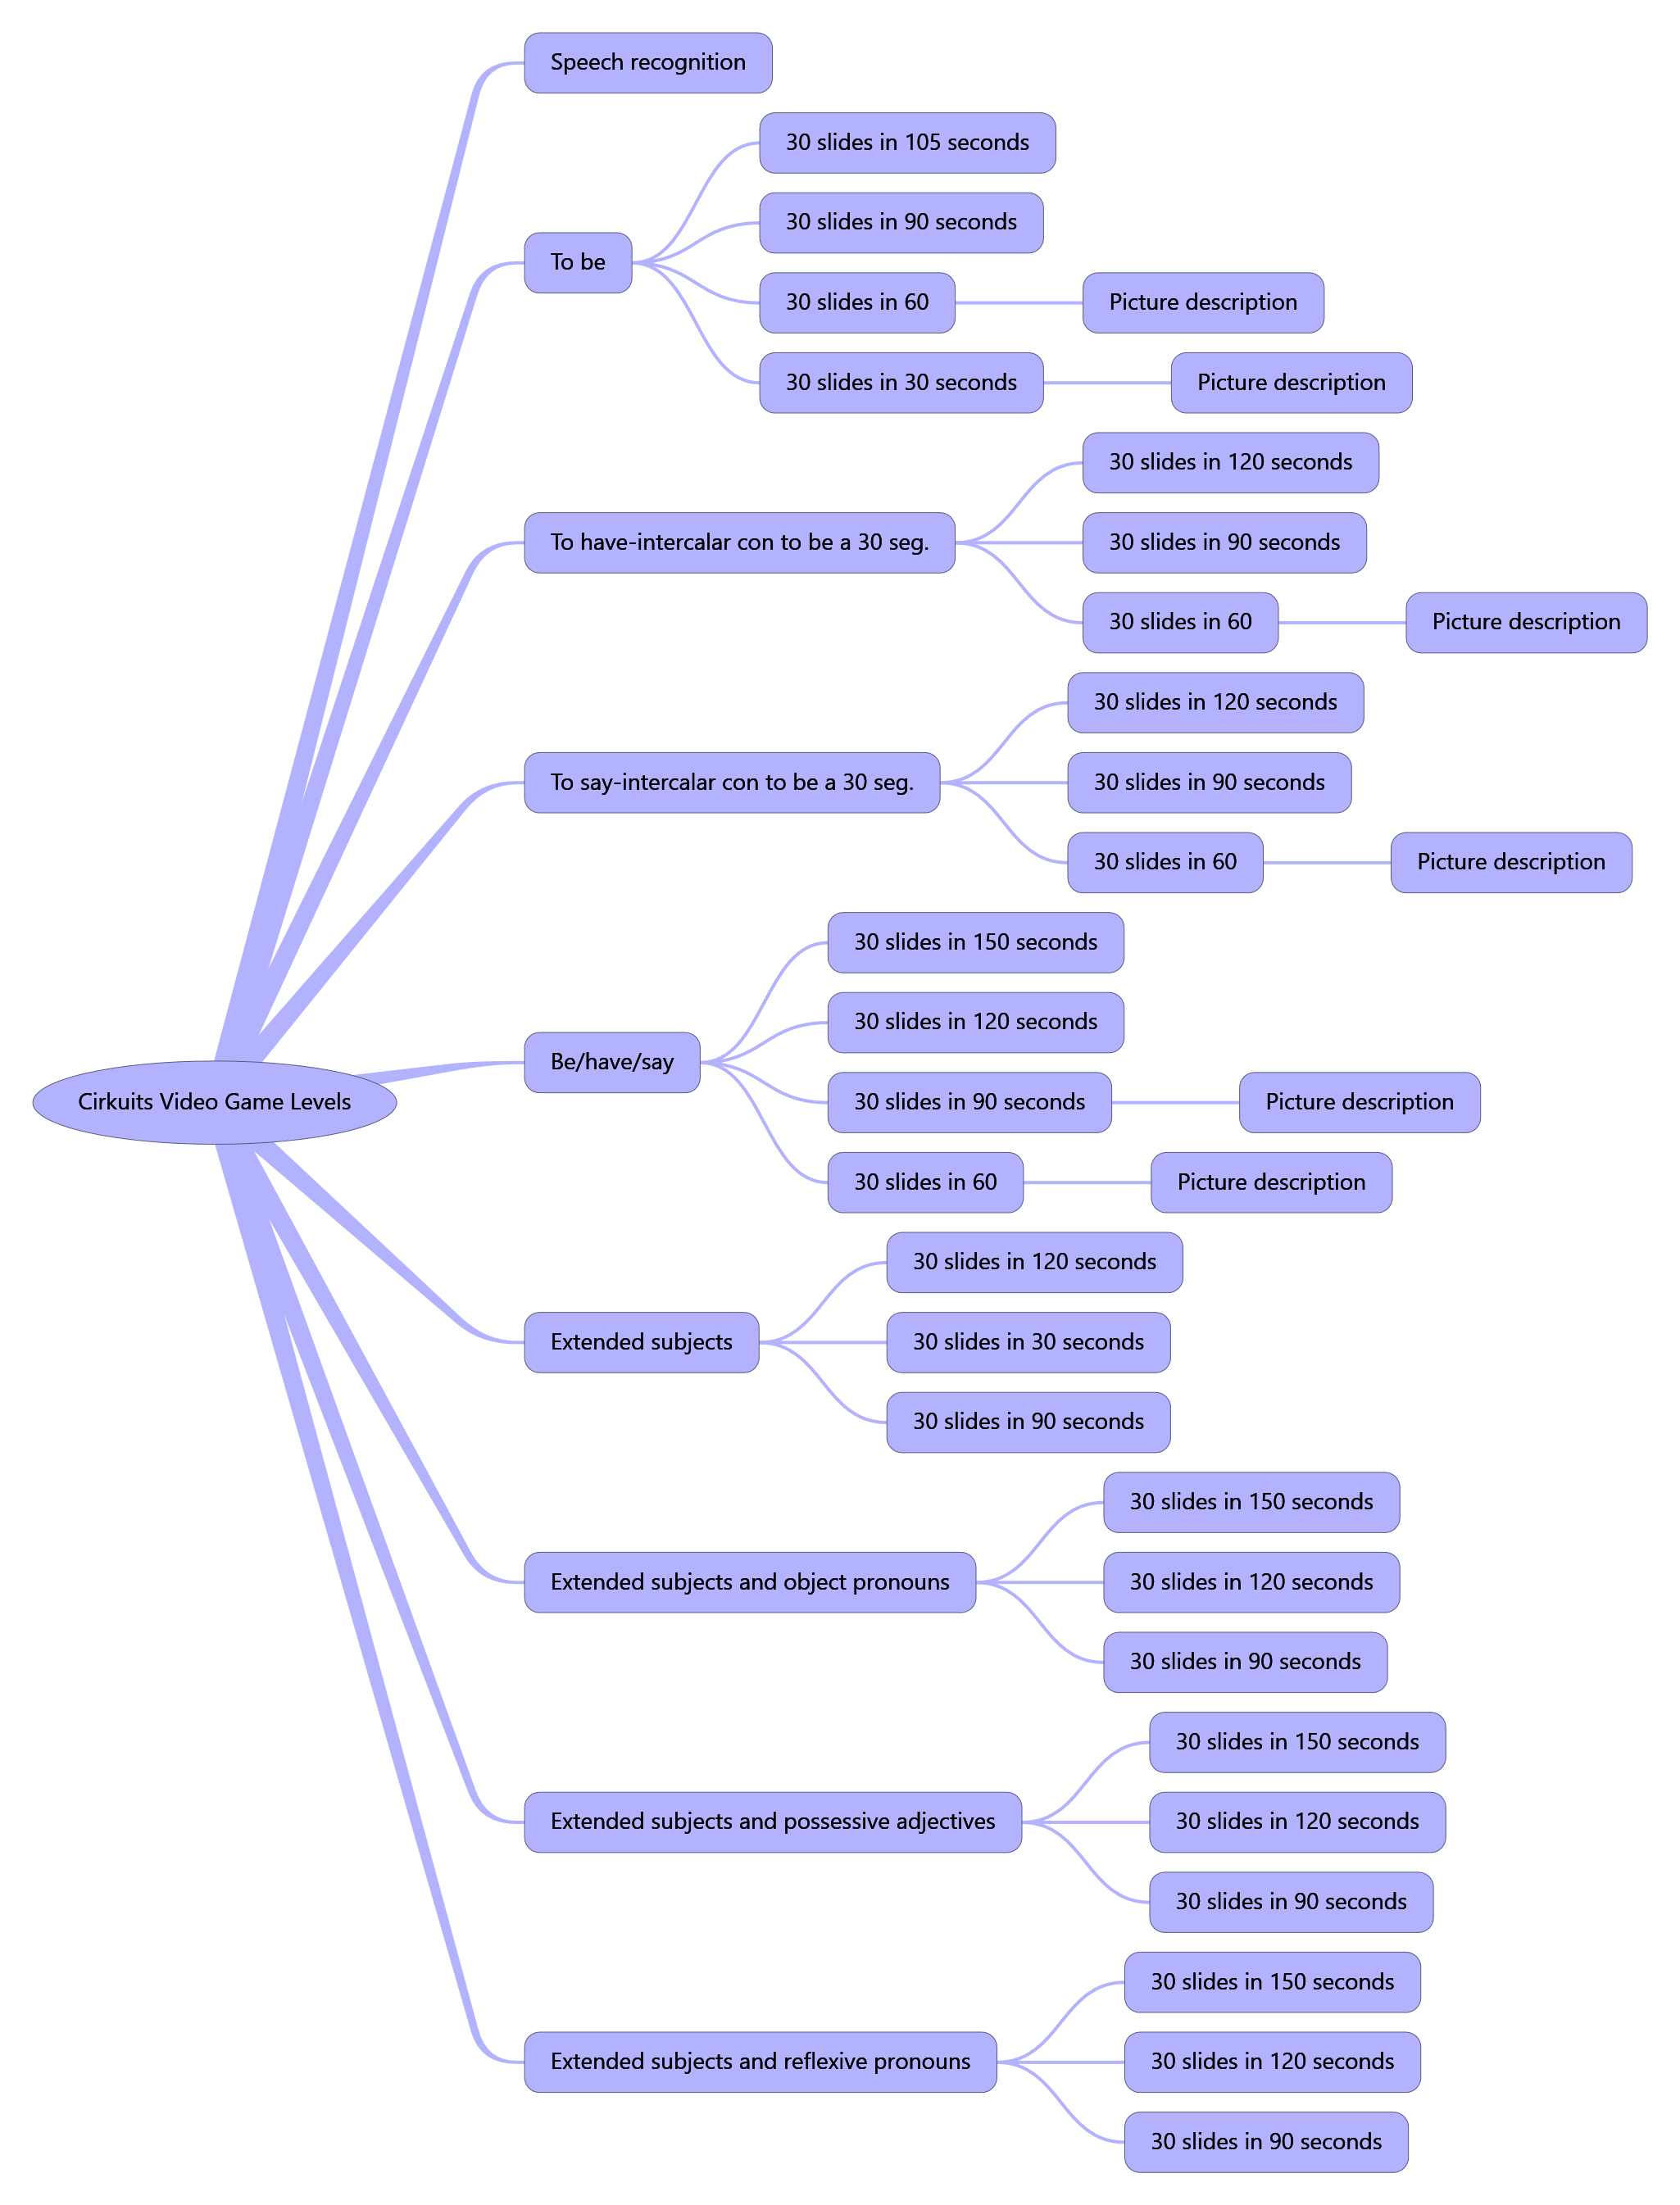 Cirkuits Video Game Levels
Speech recognition
To be
30 slides in 105 seconds
30 slides in 90 seconds
30 slides in 60
Picture description
30 slides in 30 seconds
Picture description
To have-intercalar con to be a 30 seg.
30 slides in 120 seconds
30 slides in 90 seconds
30 slides in 60
Picture description
To say-intercalar con to be a 30 seg.
30 slides in 120 seconds
30 slides in 90 seconds
30 slides in 60
Picture description
Be/have/say
30 slides in 150 seconds
30 slides in 120 seconds
30 slides in 90 seconds
Picture description
30 slides in 60
Picture description
Extended subjects
30 slides in 120 seconds
30 slides in 30 seconds
30 slides in 90 seconds
Extended subjects and object pronouns
30 slides in 150 seconds
30 slides in 120 seconds
30 slides in 90 seconds
Extended subjects and possessive adjectives
30 slides in 150 seconds
30 slides in 120 seconds
30 slides in 90 seconds
Extended subjects and reflexive pronouns
30 slides in 150 seconds
30 slides in 120 seconds
30 slides in 90 seconds